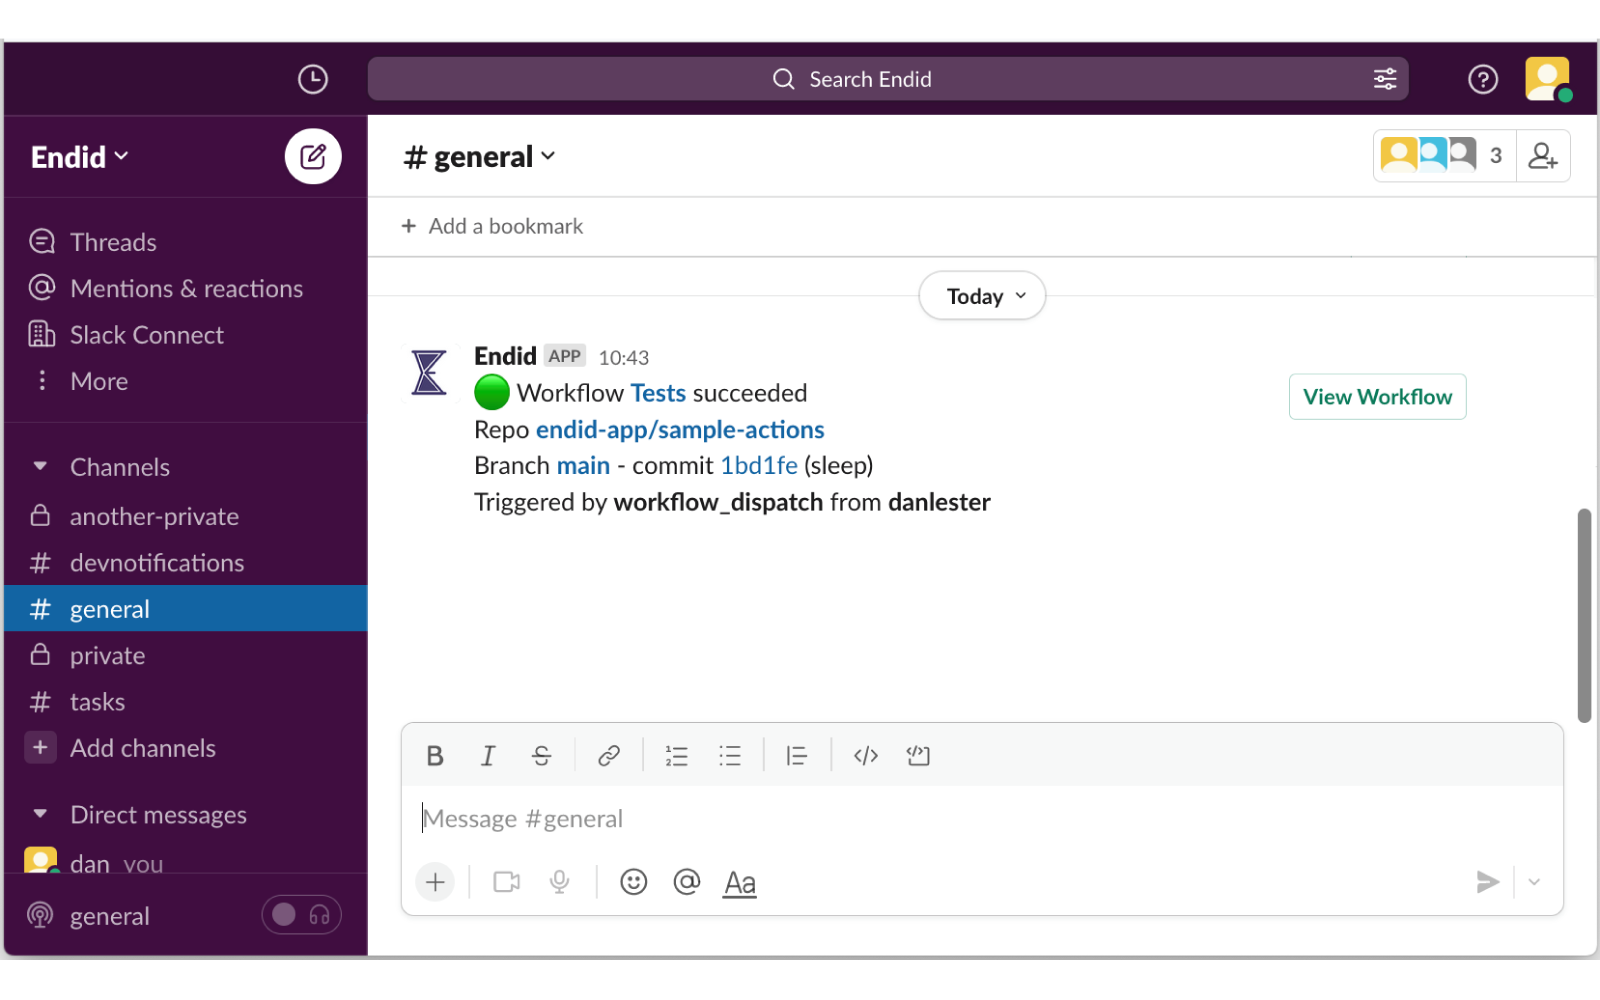 Search Endid
Endid
Threads
Mentions & reactions
Slack Connect
More
Channels
another-private
# devnotifications
# general
private
# tasks
+ Add channels
Direct messages
dan you
general
# general
3
+ Add a bookmark
Today
Endid APP 10:43
Workflow Tests succeeded
View Workflow
Repo endid-app/sample-actions
Branch main - commit 1bd1fe (sleep)
Triggered by workflow_dispatch from danlester
B I S
Message #general
+ @ Aa